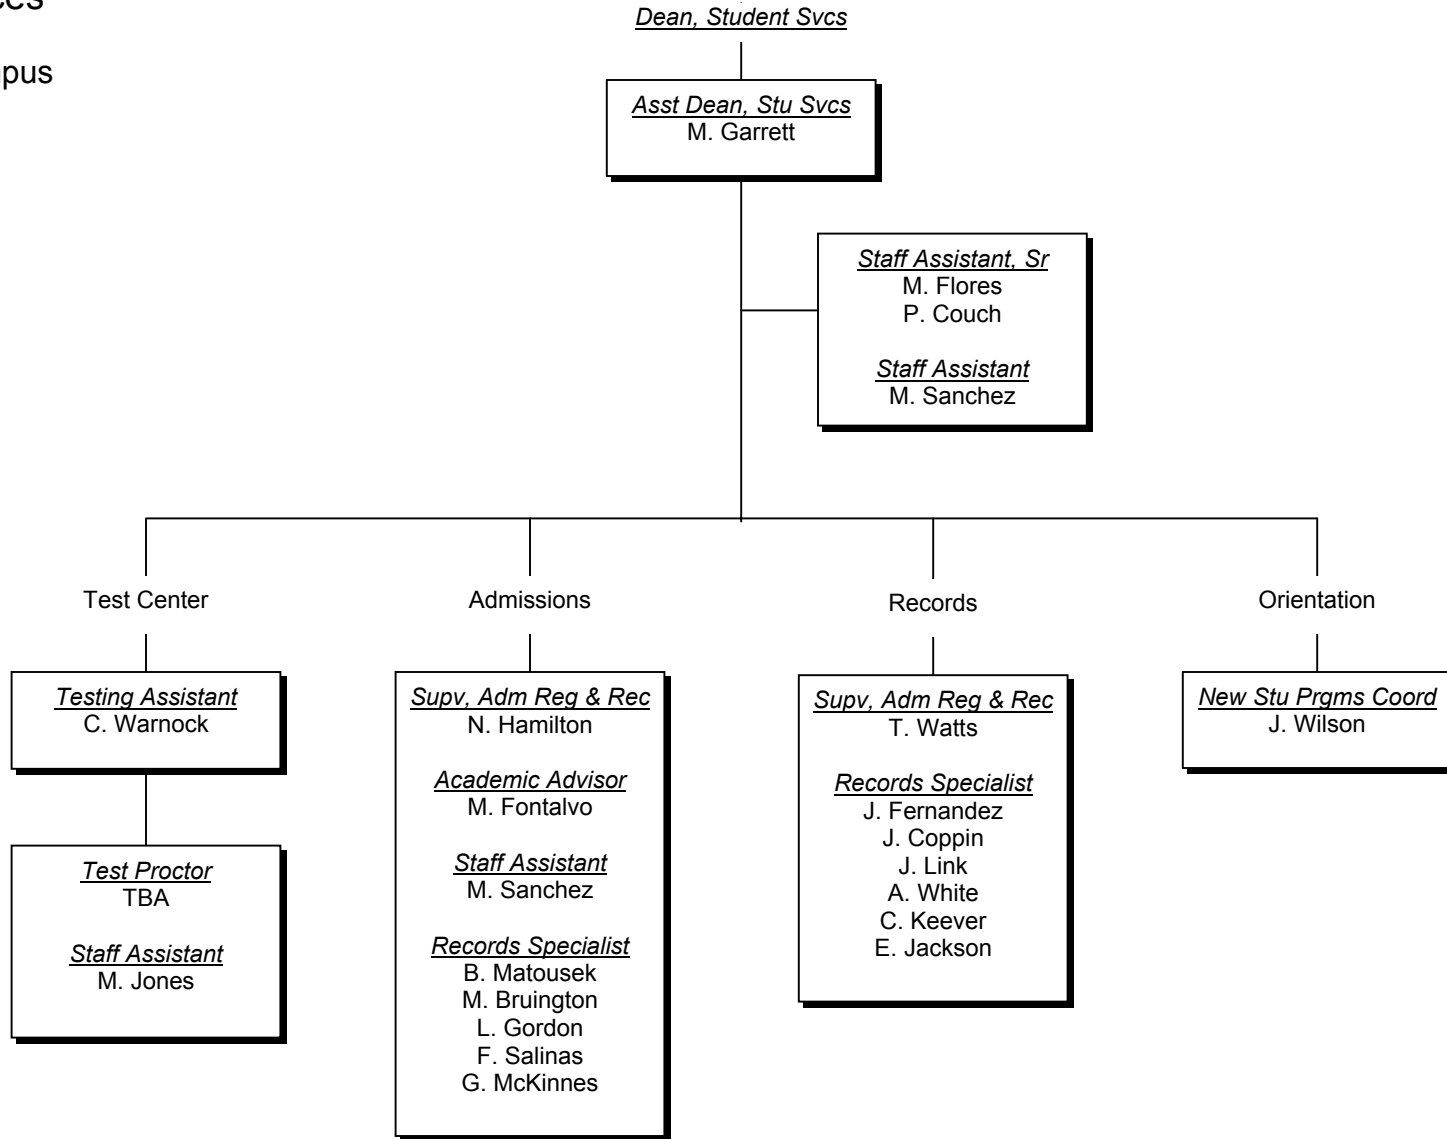 Dean, Student Svcs
Asst Dean, Stu Svcs
M. Garrett
Staff Assistant, Sr
M. Flores
P. Couch
Staff Assistant
M. Sanchez
Test Center
Testing Assistant
C. Warnock
Test Proctor
TBA
Staff Assistant
M. Jones
Admissions
Supv, Adm Reg & Rec
N. Hamilton
Academic Advisor
M. Fontalvo
Staff Assistant
M. Sanchez
Records Specialist
B. Matousek
M. Bruington
L. Gordon
F. Salinas
G. McKinnes
Records
Supv, Adm Reg & Rec
T. Watts
Records Specialist
J. Fernandez
J. Coppin
J. Link
A. White
C. Keever
E. Jackson
Orientation
New Stu Prgms Coord
J. Wilson